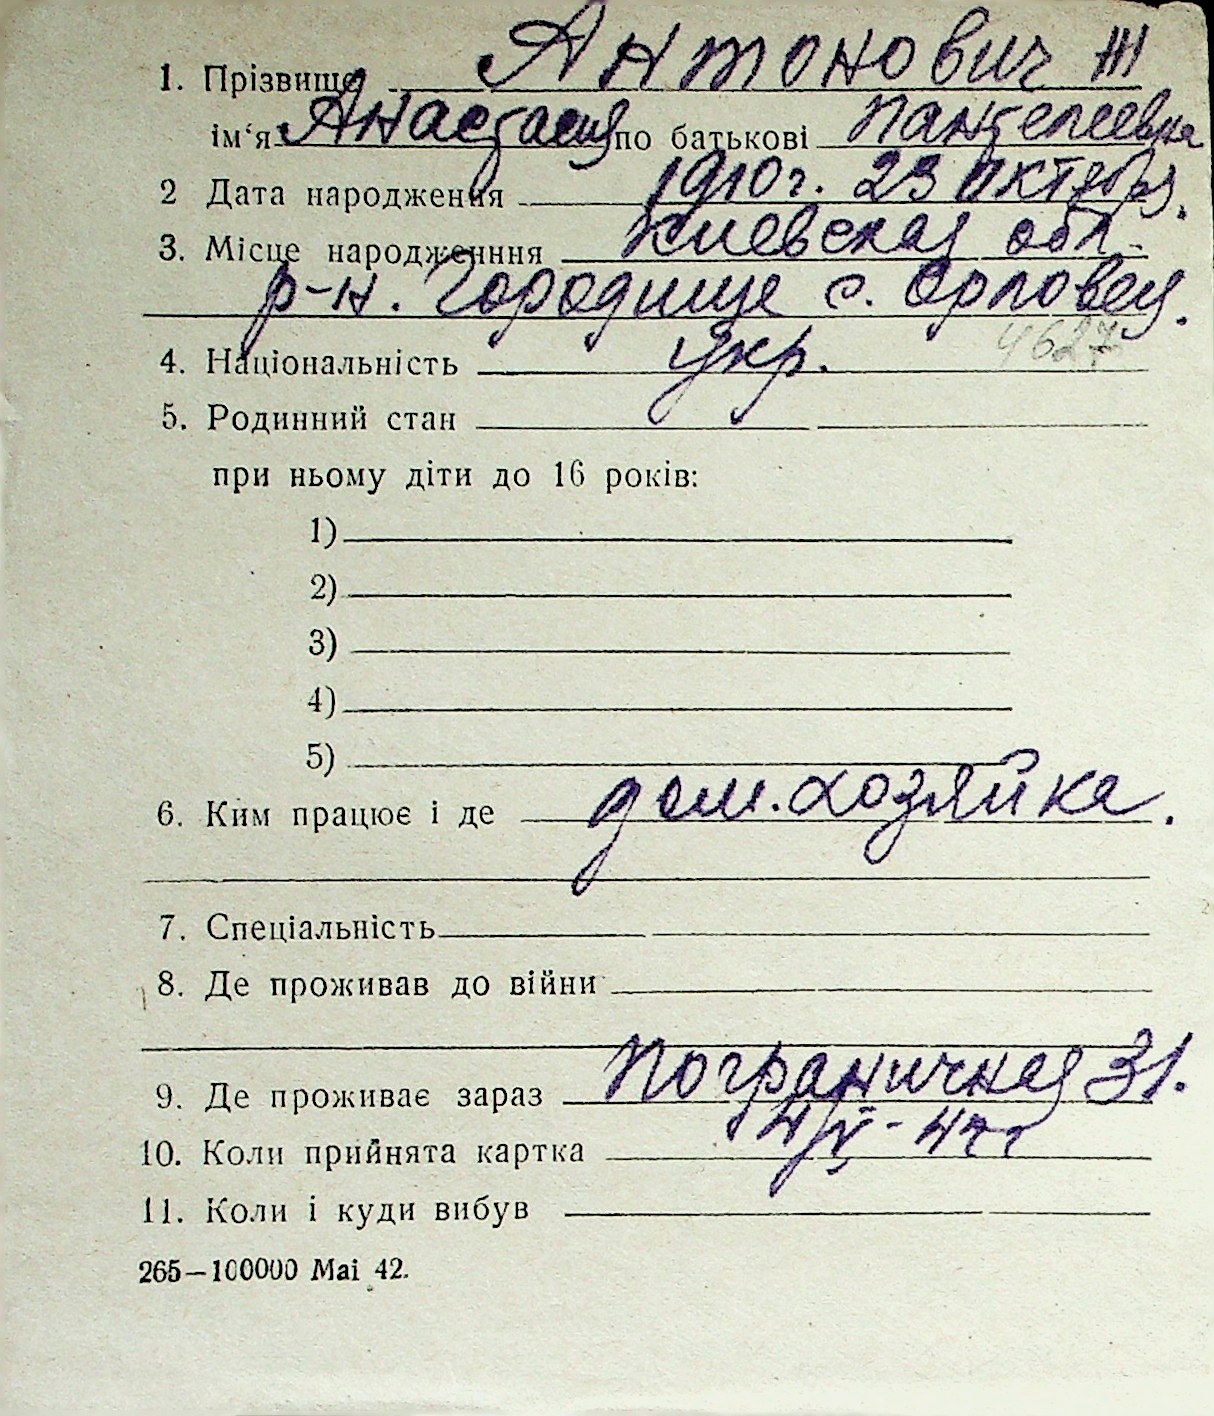 1. Прізвище Антонович Ш
ім‘я Анастасия по батькові Пантелеевна
2 Дата народження 1910 г. 23 Октября.
3. Місце народженння Киевская обл-
р-н. Городище с. Орловец.
4627
4. Національність Укр.
5. Родинний стан
при ньому діти до 16 років:
1)
2)
3)
4)
5)
6. Ким працює і де дом. хозяйка.
7. Спеціальність
8. Де проживав до війни
9. Де проживає зараз Пограничная 31.
10. Коли прийнята картка
11. Коли і куди вибув
265—100000 Mai 42.